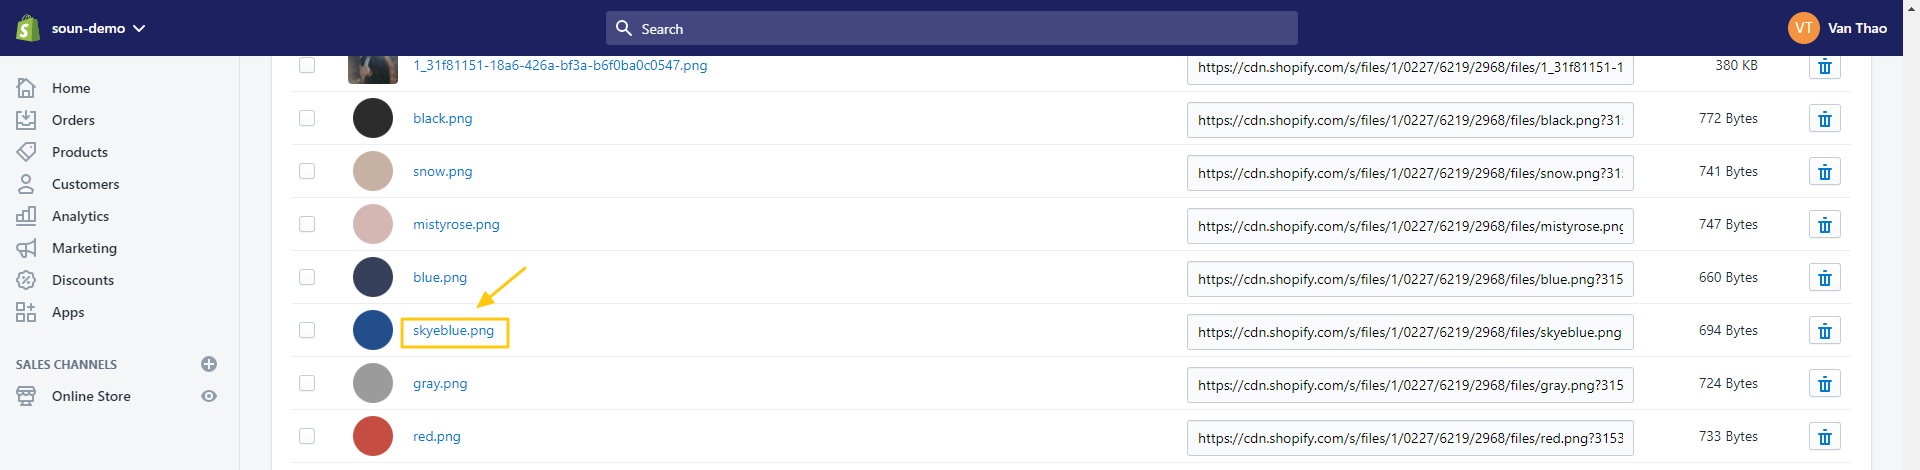 soun-demo
Search
VT Van Thao
Home
Orders
Products
Customers
Analytics
Marketing
Discounts
Apps
SALES CHANNELS
Online Store
1_31f81151-18a6-426a-bf3a-b6f0ba0c0547.png https://cdn.shopify.com/s/files/1/0227/6219/2968/files/1_31f81151-1 380 KB
black.png https://cdn.shopify.com/s/files/1/0227/6219/2968/files/black.png?315 772 Bytes
snow.png https://cdn.shopify.com/s/files/1/0227/6219/2968/files/snow.png?315 741 Bytes
mistyrose.png https://cdn.shopify.com/s/files/1/0227/6219/2968/files/mistyrose.png 747 Bytes
blue.png https://cdn.shopify.com/s/files/1/0227/6219/2968/files/blue.png?315 660 Bytes
skyeblue.png https://cdn.shopify.com/s/files/1/0227/6219/2968/files/skyeblue.png 694 Bytes
gray.png https://cdn.shopify.com/s/files/1/0227/6219/2968/files/gray.png?315 724 Bytes
red.png https://cdn.shopify.com/s/files/1/0227/6219/2968/files/red.png?3153 733 Bytes